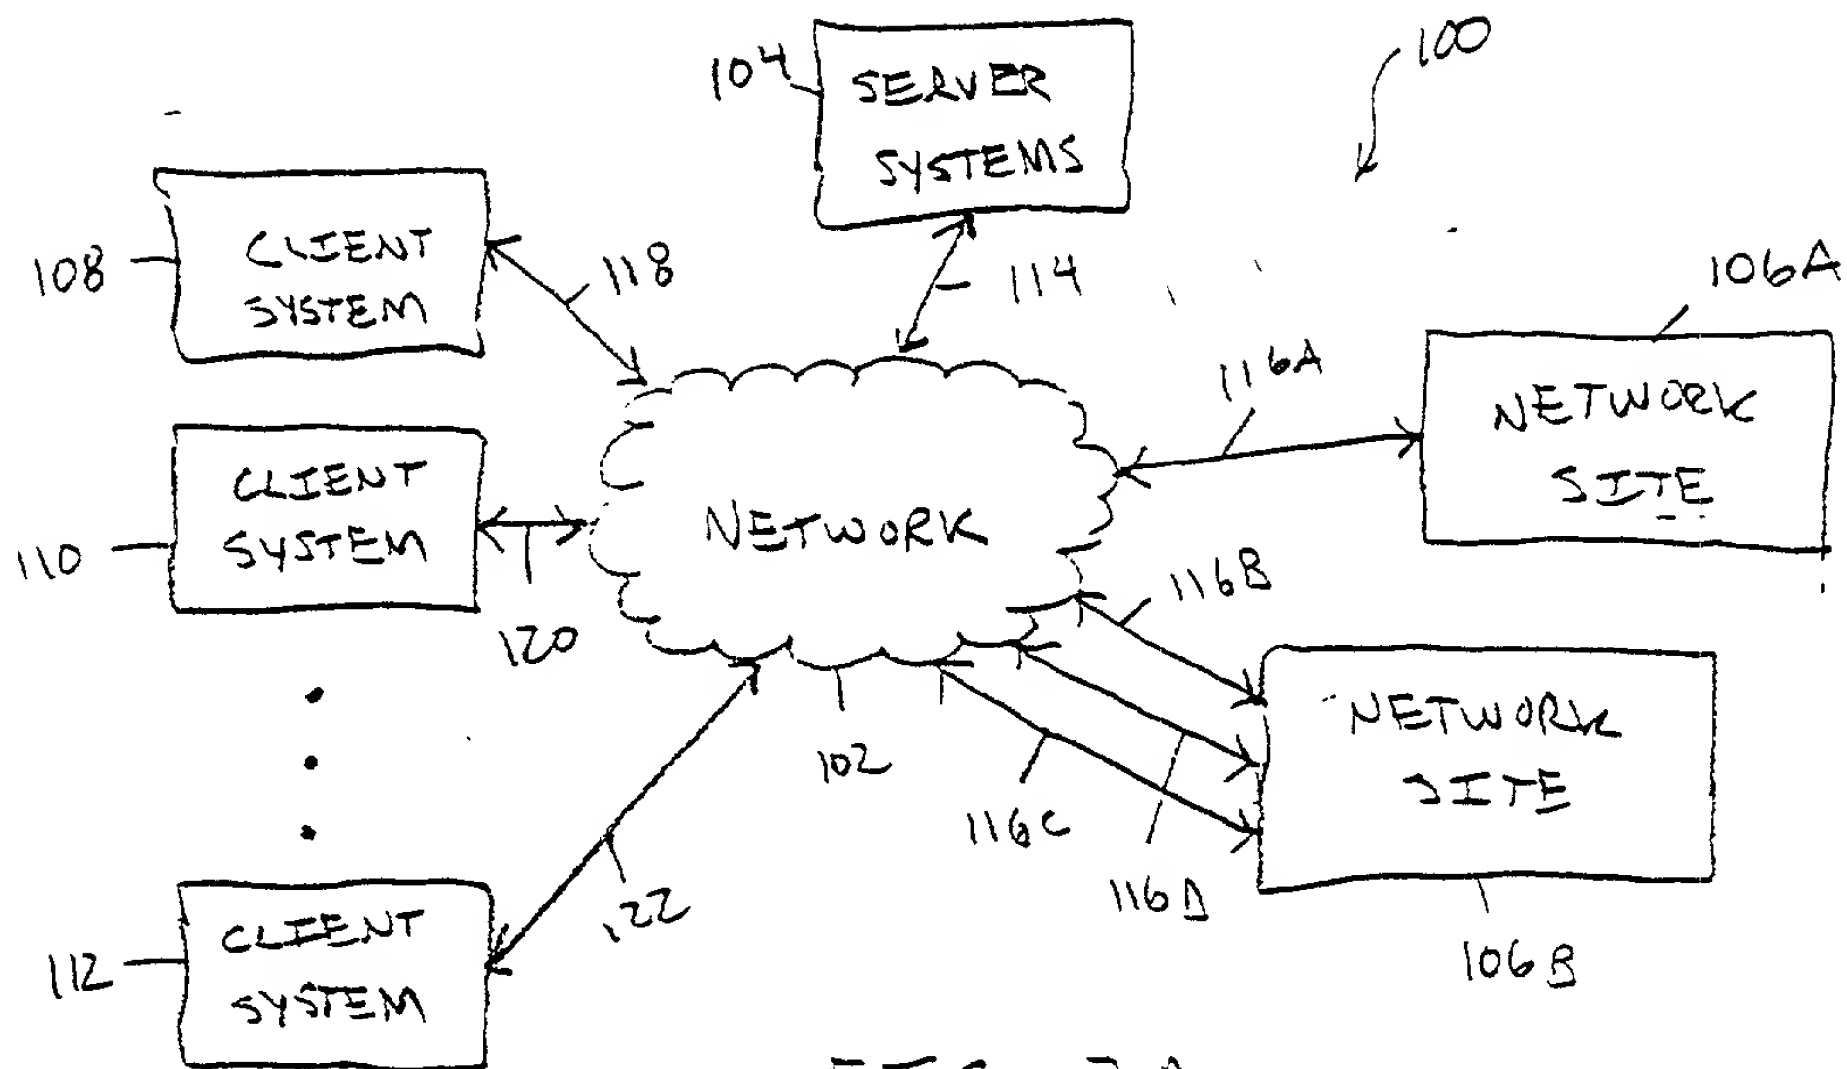 100
104
SERVER
SYSTEMS
108
CLIENT
SYSTEM
118
114
106A
116A
NETWORK
SITE
110
CLIENT
SYSTEM
120
NETWORK
116B
102
NETWORK
SITE
116C
116D
106B
122
112
CLIENT
SYSTEM